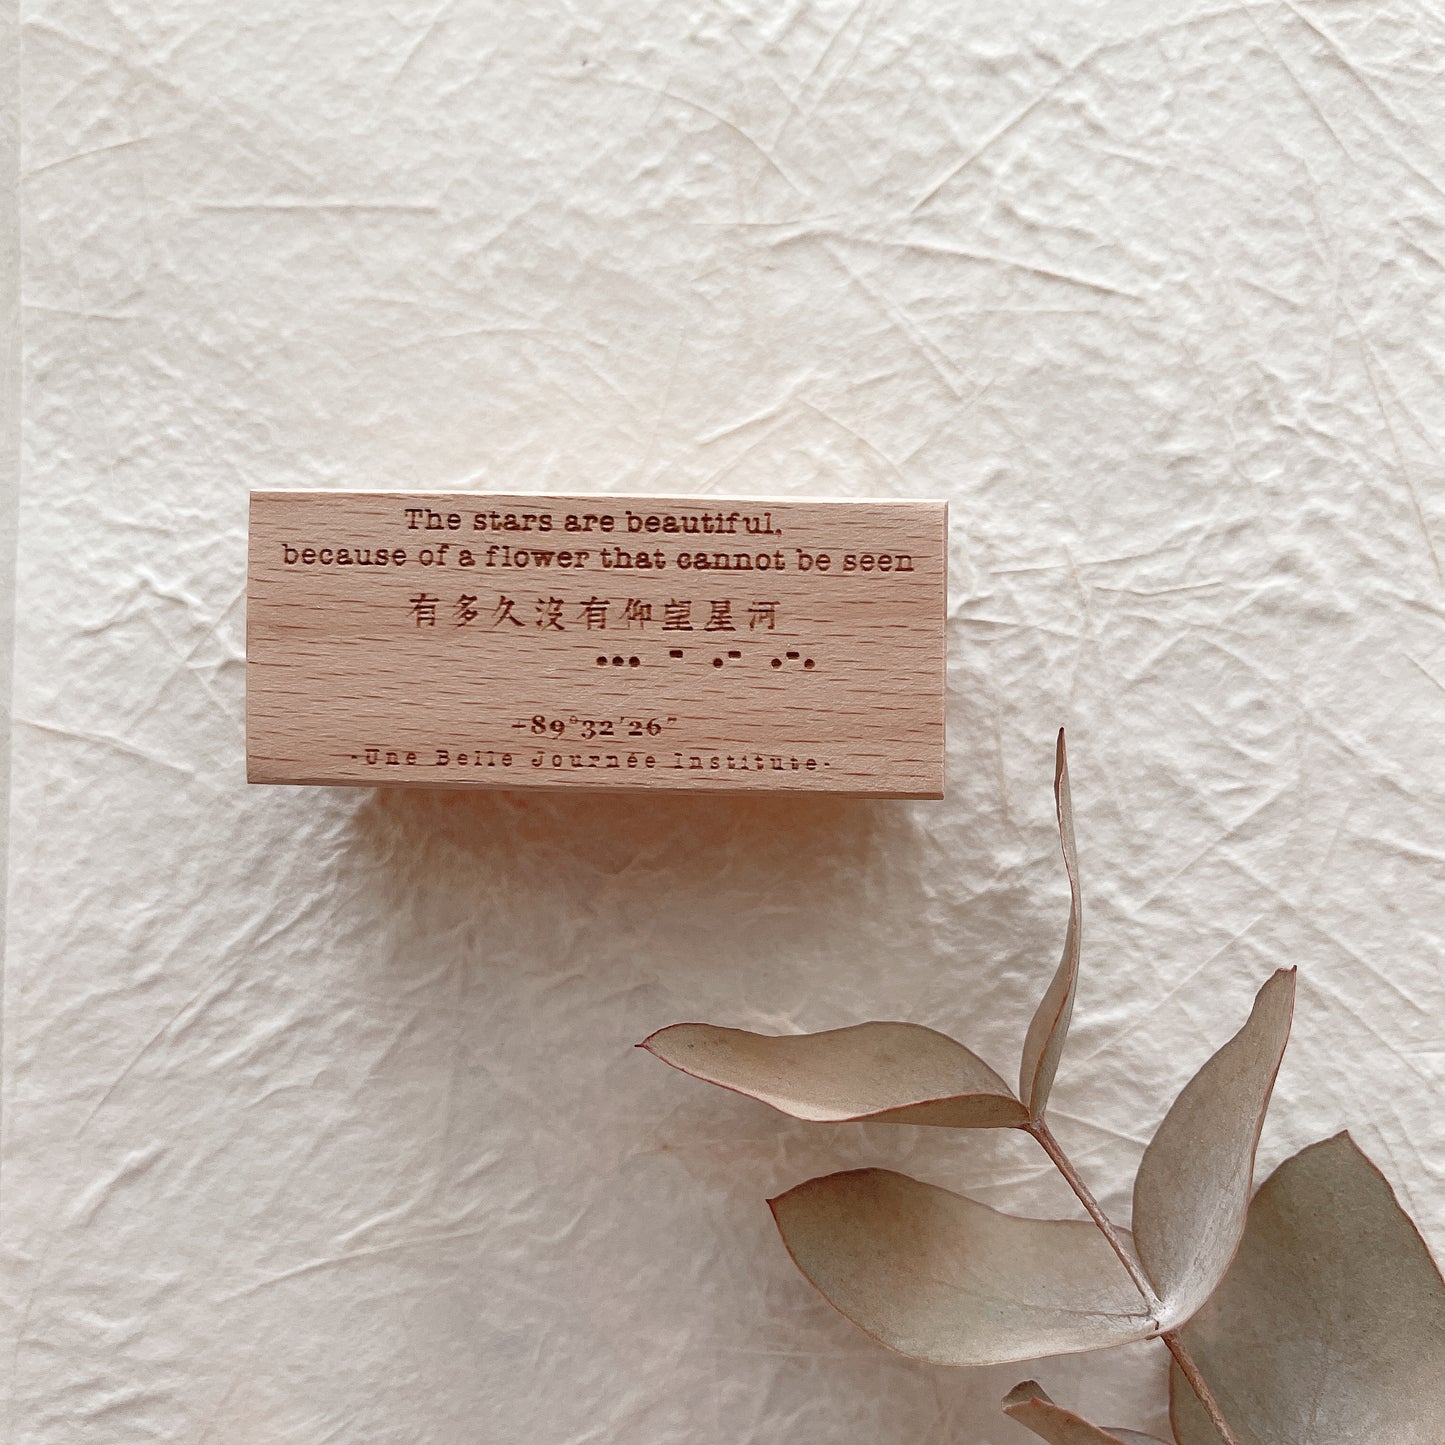 The stars are beautiful,
because of a flower that cannot be seen
有多久沒有仰望星河
••• - •- •-•
+89°32′26″
-Une Belle Journée Institute-